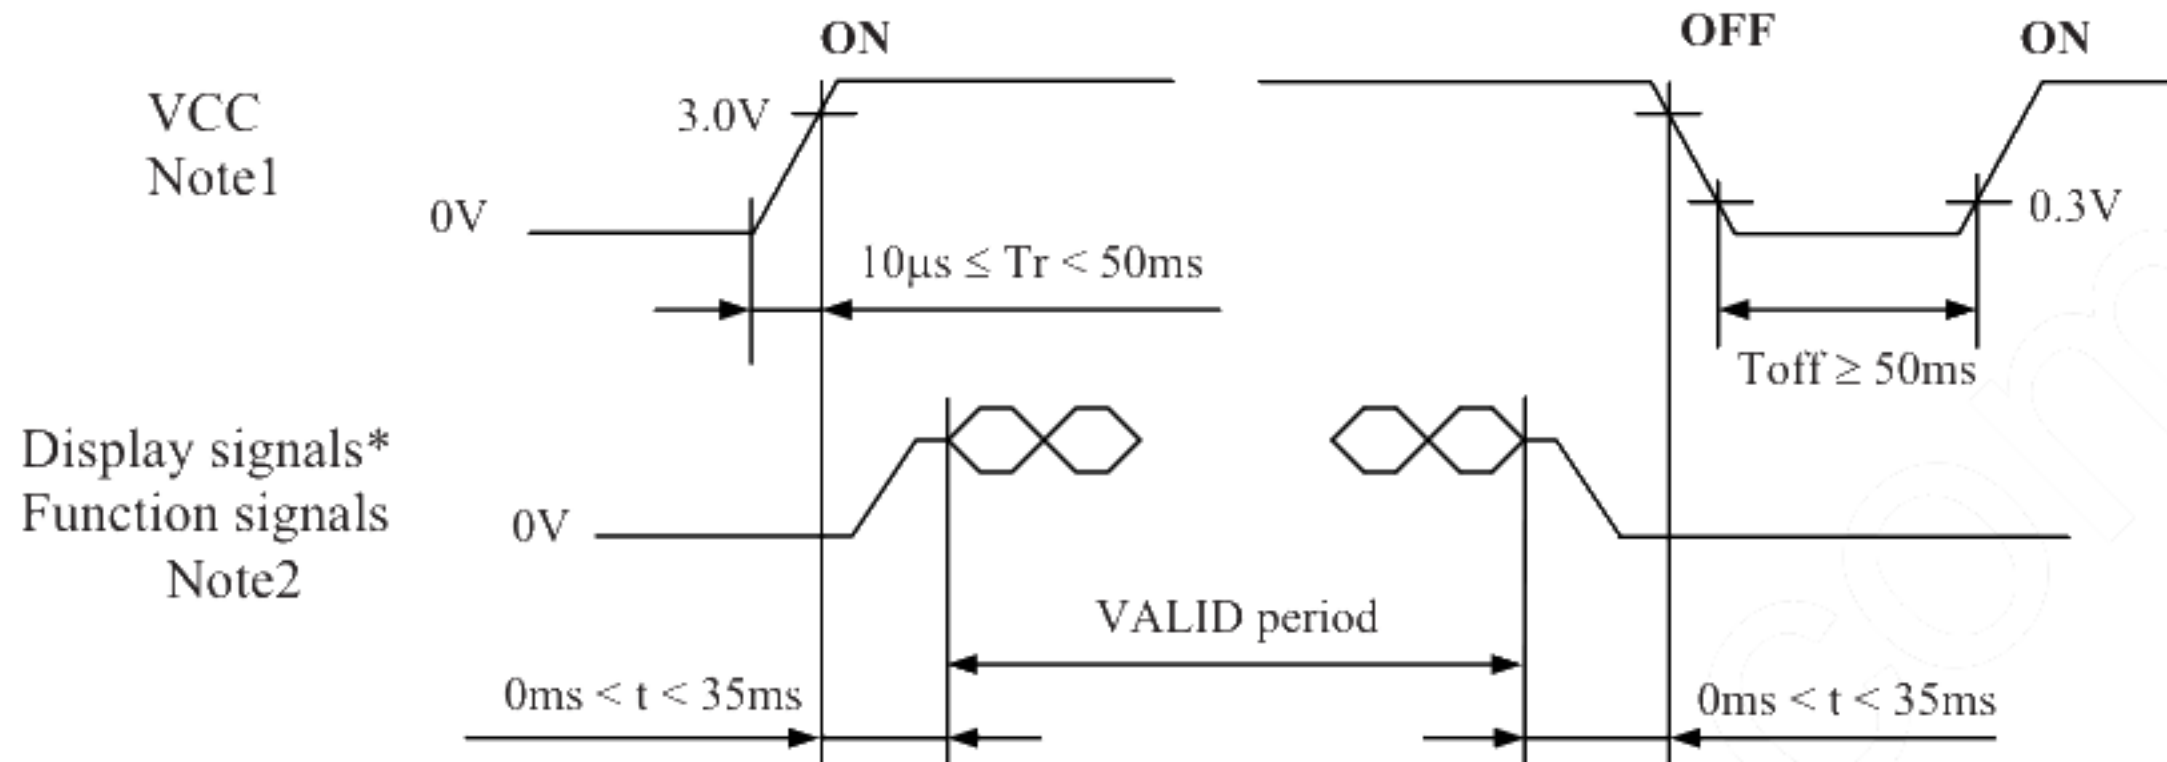 ON
OFF
ON
VCC
Note1
3.0V
0V
0.3V
10μs ≤ Tr < 50ms
Toff ≥ 50ms
Display signals*
Function signals
Note2
0V
VALID period
0ms < t < 35ms
0ms < t < 35ms